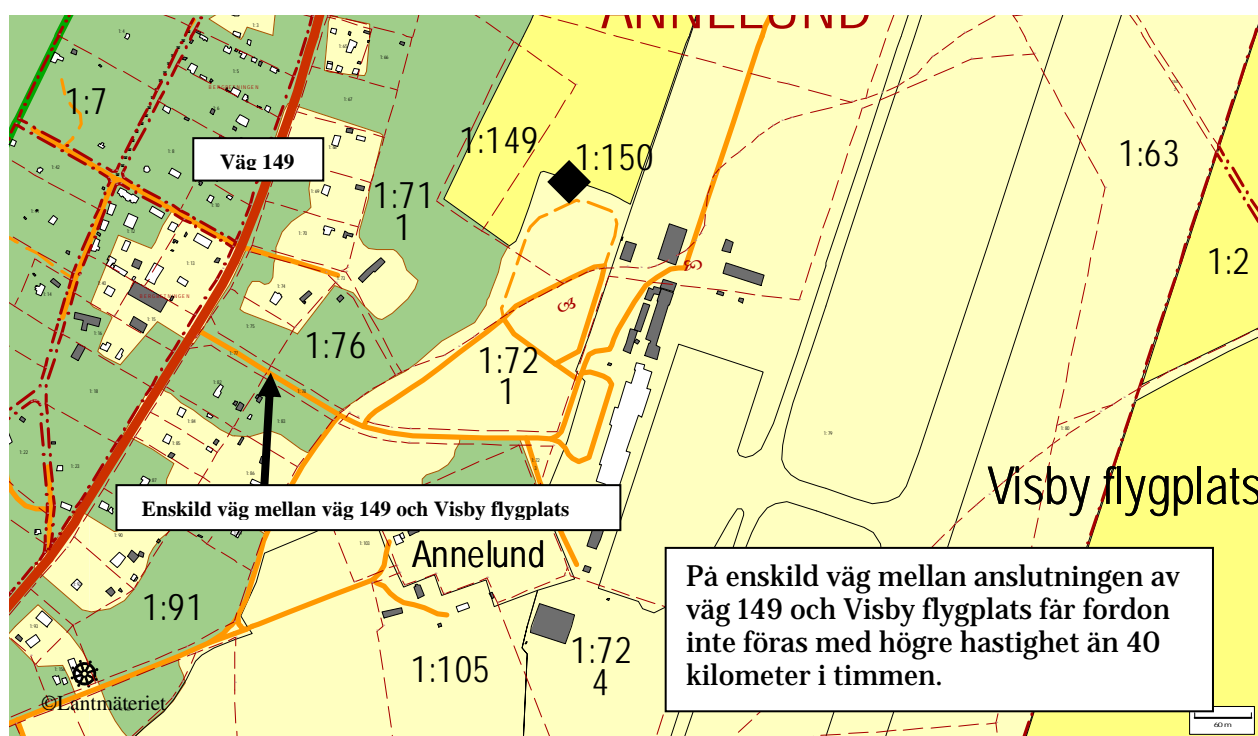 ANNELUND
1:7
Väg 149
1:149
1:150
1:63
1:71
1
1:2
1:76
1:72
1
Visby flygplats
Enskild väg mellan väg 149 och Visby flygplats
Annelund
På enskild väg mellan anslutningen av
väg 149 och Visby flygplats får fordon
inte föras med högre hastighet än 40
kilometer i timmen.
1:91
1:105
1:72
4
©Lantmäteriet
60 m